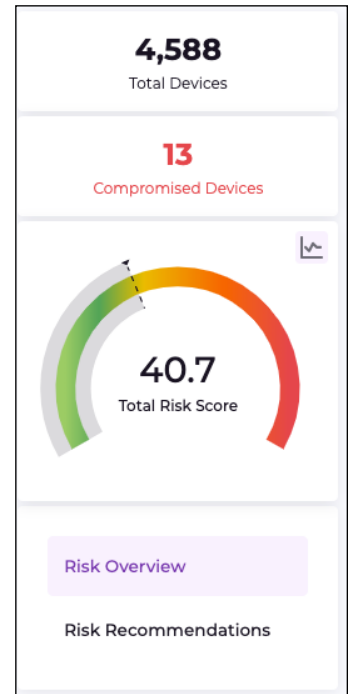 4,588
Total Devices
13
Compromised Devices
40.7
Total Risk Score
Risk Overview
Risk Recommendations